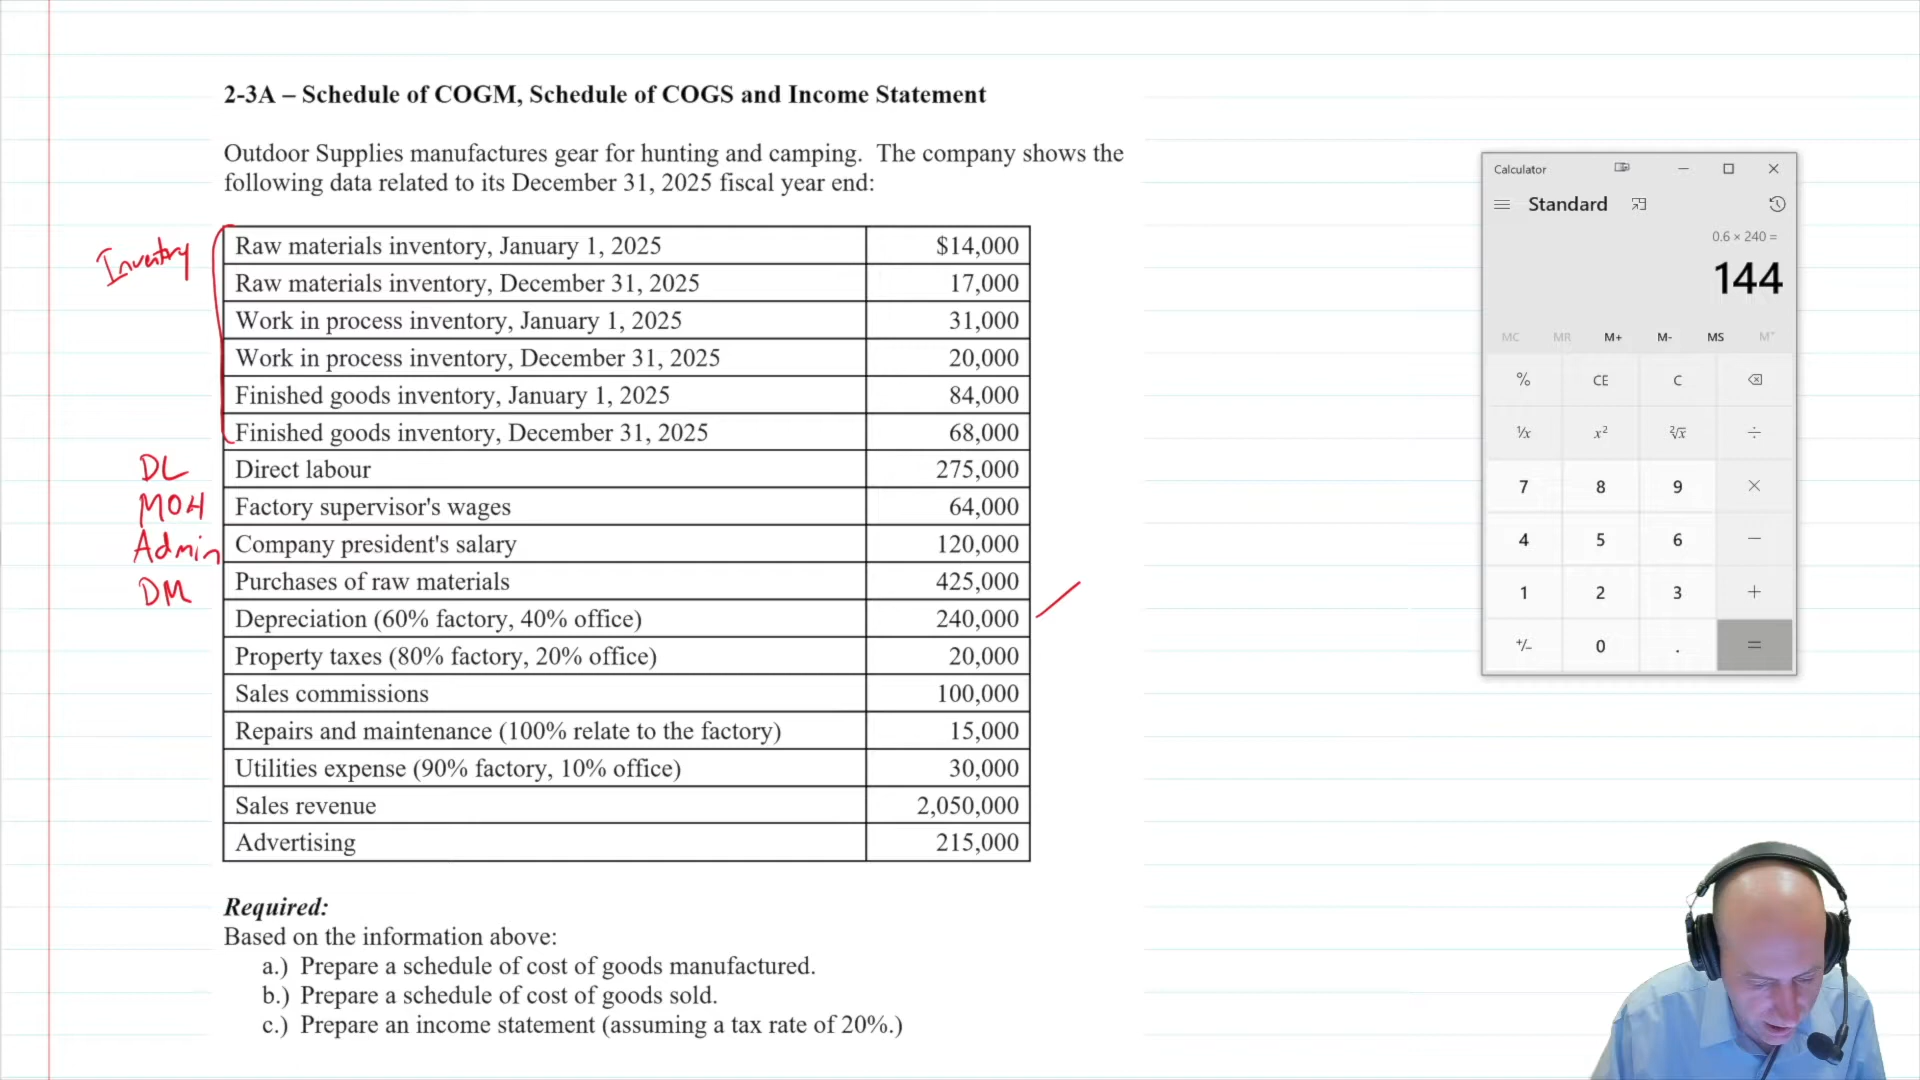 2-3A – Schedule of COGM, Schedule of COGS and Income Statement
Outdoor Supplies manufactures gear for hunting and camping. The company shows the
following data related to its December 31, 2025 fiscal year end:
Inventory
Raw materials inventory, January 1, 2025 $14,000
Raw materials inventory, December 31, 2025 17,000
Work in process inventory, January 1, 2025 31,000
Work in process inventory, December 31, 2025 20,000
Finished goods inventory, January 1, 2025 84,000
Finished goods inventory, December 31, 2025 68,000
DL Direct labour 275,000
MOH Factory supervisor's wages 64,000
Admin Company president's salary 120,000
DM Purchases of raw materials 425,000
Depreciation (60% factory, 40% office) 240,000
Property taxes (80% factory, 20% office) 20,000
Sales commissions 100,000
Repairs and maintenance (100% relate to the factory) 15,000
Utilities expense (90% factory, 10% office) 30,000
Sales revenue 2,050,000
Advertising 215,000
Required:
Based on the information above:
a.) Prepare a schedule of cost of goods manufactured.
b.) Prepare a schedule of cost of goods sold.
c.) Prepare an income statement (assuming a tax rate of 20%.)
Calculator
Standard
0.6 × 240 =
144
MC MR M+ M- MS M˅
% CE C
¹/x x² ²√x ÷
7 8 9 ×
4 5 6 −
1 2 3 +
+/− 0 . =